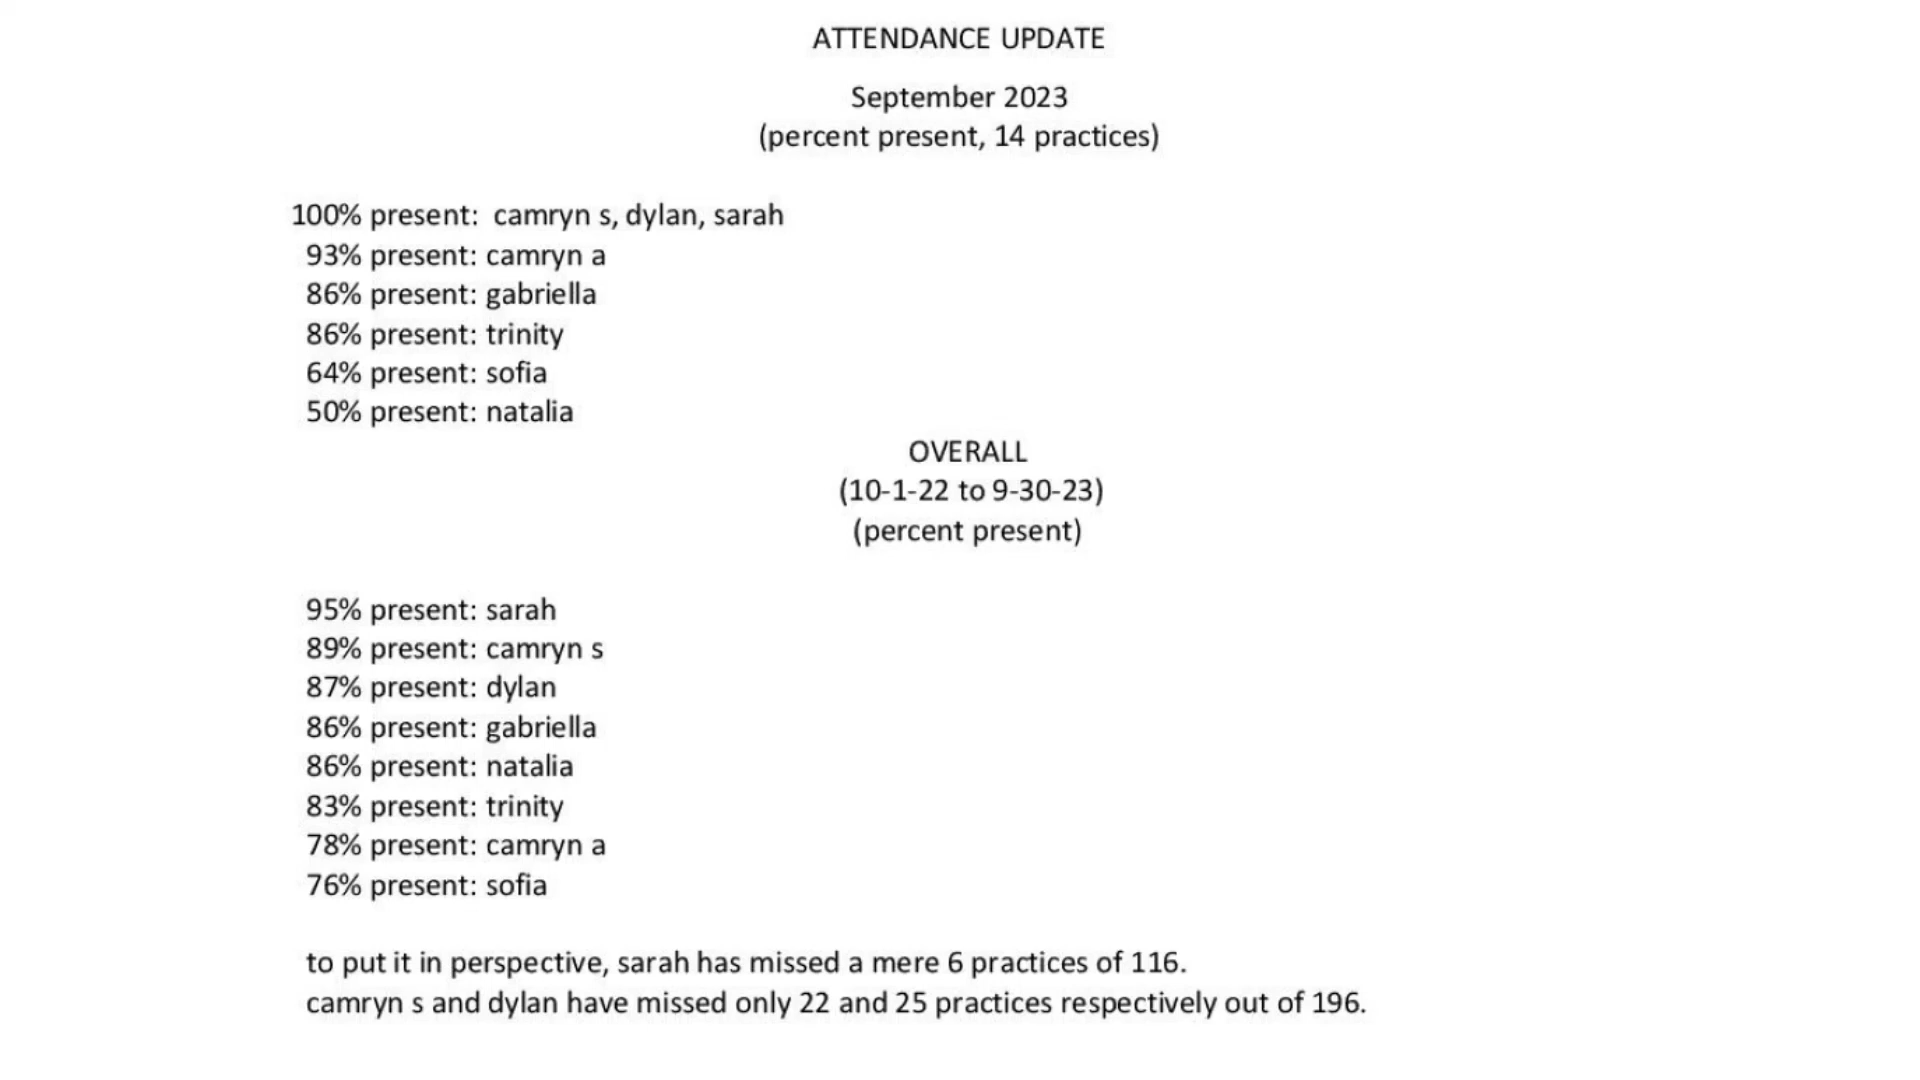 ATTENDANCE UPDATE
September 2023
(percent present, 14 practices)
100% present:  camryn s, dylan, sarah
93% present: camryn a
86% present: gabriella
86% present: trinity
64% present: sofia
50% present: natalia
OVERALL
(10-1-22 to 9-30-23)
(percent present)
95% present: sarah
89% present: camryn s
87% present: dylan
86% present: gabriella
86% present: natalia
83% present: trinity
78% present: camryn a
76% present: sofia
to put it in perspective, sarah has missed a mere 6 practices of 116.
camryn s and dylan have missed only 22 and 25 practices respectively out of 196.